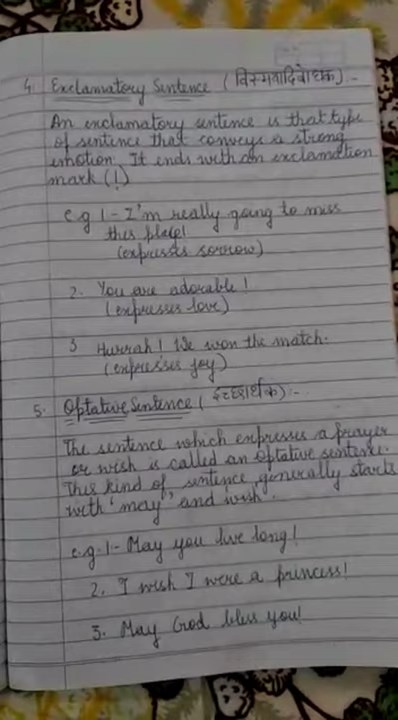 4. Exclamatory Sentence (विस्मयादिबोधक) -
An exclamatory sentence is that type
of sentence that conveys a strong
emotion. It ends with an exclamation
mark (!)
e.g 1 - I'm really going to miss
this place!
(expresses sorrow)
2. You are adorable!
(expresses love)
3 Hurrah! We won the match.
(expresses joy)
5. Optative Sentence (इच्छार्थक) :-
The sentence which expresses a prayer
or wish is called an optative sentence.
This kind of sentence generally starts
with 'may' and wish.
e.g. 1 - May you live long!
2. I wish I were a princess!
3. May God bless you!